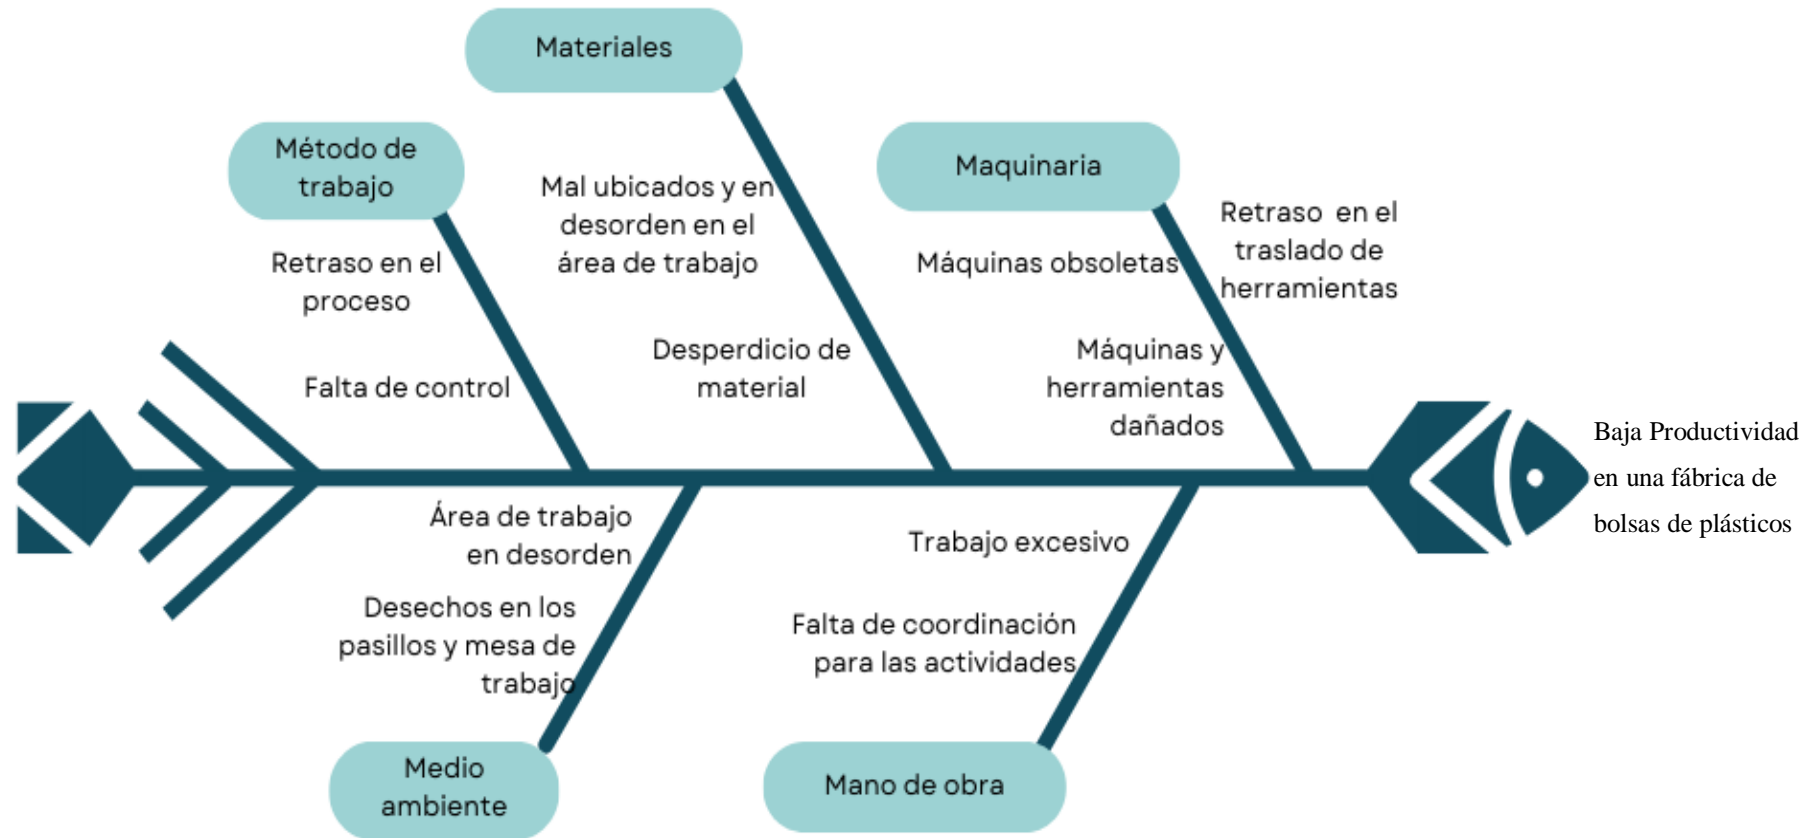 Materiales
Método de
trabajo
Maquinaria
Mal ubicados y en
desorden en el
área de trabajo
Retraso en el
traslado de
herramientas
Retraso en el
proceso
Máquinas obsoletas
Desperdicio de
material
Máquinas y
herramientas
dañados
Falta de control
Baja Productividad
en una fábrica de
bolsas de plásticos
Área de trabajo
en desorden
Trabajo excesivo
Desechos en los
pasillos y mesa de
trabajo
Falta de coordinación
para las actividades
Medio
ambiente
Mano de obra